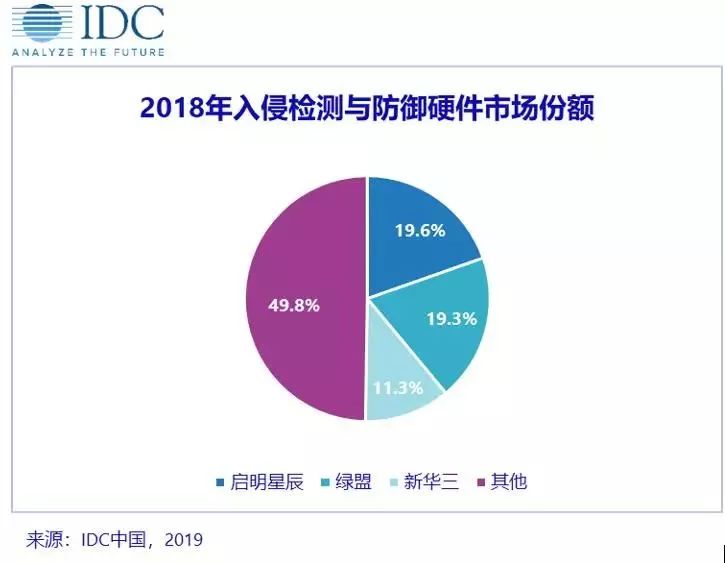 IDC
ANALYZE THE FUTURE
2018年入侵检测与防御硬件市场份额
19.6%
19.3%
11.3%
49.8%
启明星辰 绿盟 新华三 其他
来源：IDC中国，2019